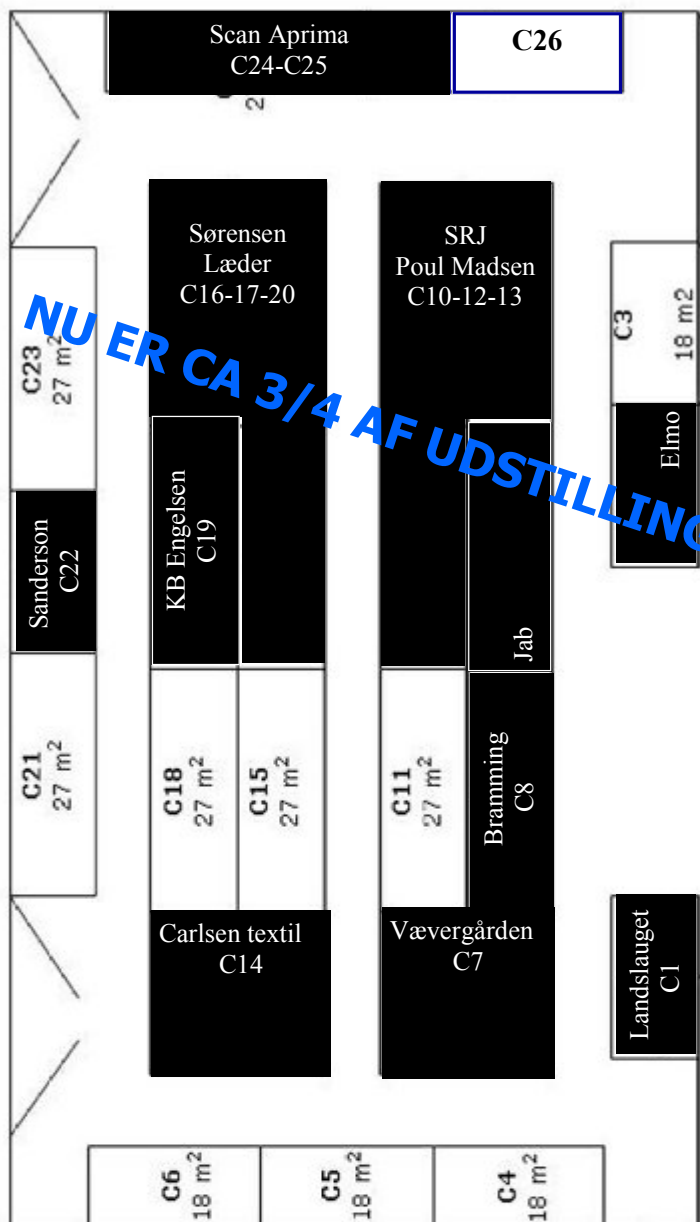 Scan Aprima
C24-C25
C26
2
Sørensen
Læder
C16-17-20
SRJ
Poul Madsen
C10-12-13
C3
18 m2
C23
27 m²
NU ER CA 3/4 AF UDSTILLING
Elmo
Sanderson
C22
KB Engelsen
C19
Jab
C21
27 m²
C18
27 m²
C15
27 m²
C11
27 m²
Bramming
C8
Carlsen textil
C14
Vævergården
C7
Landslauget
C1
C6
18 m²
C5
18 m²
C4
18 m²